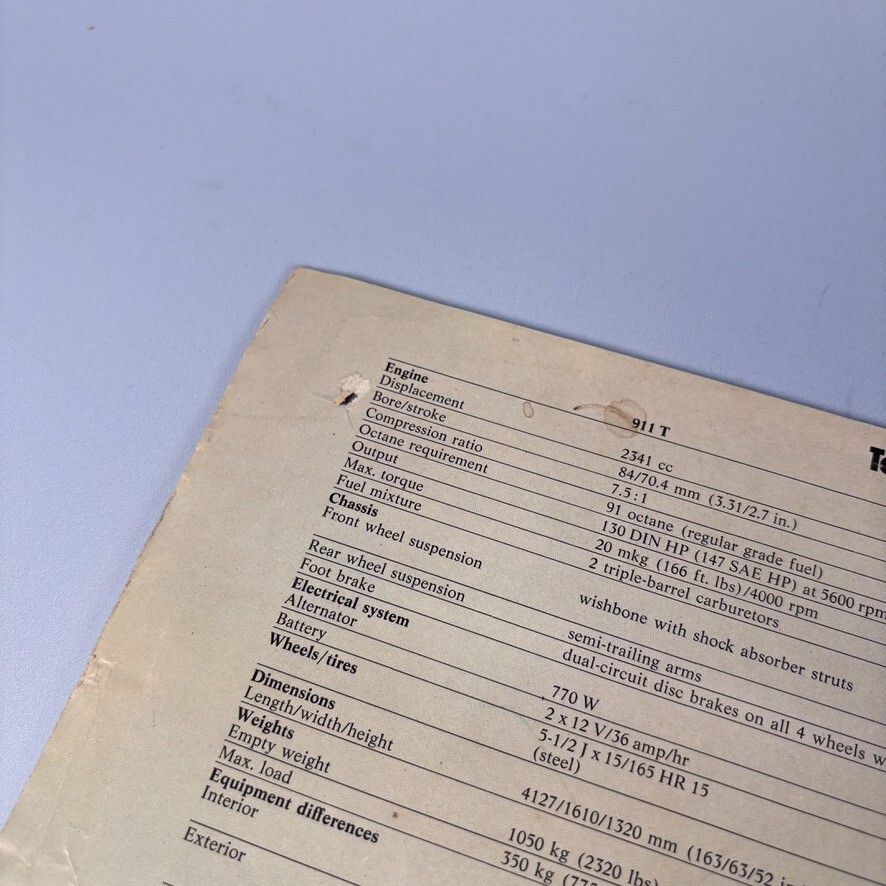 911 T
Engine
Displacement 2341 cc
Bore/stroke 84/70.4 mm (3.31/2.7 in.)
Compression ratio 7.5:1
Octane requirement 91 octane (regular grade fuel)
Output 130 DIN HP (147 SAE HP) at 5600 rpm
Max. torque 20 mkg (166 ft. lbs)/4000 rpm
Fuel mixture 2 triple-barrel carburetors
Chassis
Front wheel suspension wishbone with shock absorber struts
Rear wheel suspension semi-trailing arms
Foot brake dual-circuit disc brakes on all 4 wheels
Electrical system
Alternator 770 W
Battery 2 x 12 V/36 amp/hr
Wheels/tires 5-1/2 J x 15/165 HR 15
(steel)
Dimensions
Length/width/height 4127/1610/1320 mm (163/63/52
Weights
Empty weight 1050 kg (2320 lbs)
Max. load 350 kg
Equipment differences
Interior
Exterior